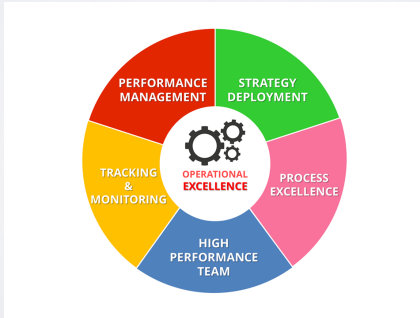 PERFORMANCE
MANAGEMENT
STRATEGY
DEPLOYMENT
TRACKING
&
MONITORING
OPERATIONAL
EXCELLENCE
PROCESS
EXCELLENCE
HIGH
PERFORMANCE
TEAM